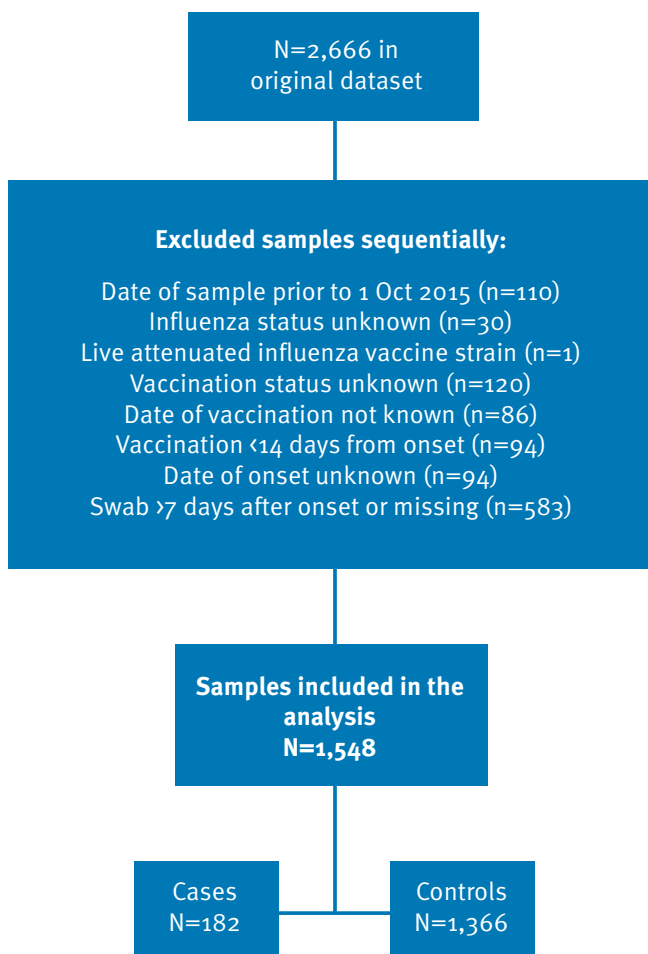 N=2,666 in
original dataset
Excluded samples sequentially:
Date of sample prior to 1 Oct 2015 (n=110)
Influenza status unknown (n=30)
Live attenuated influenza vaccine strain (n=1)
Vaccination status unknown (n=120)
Date of vaccination not known (n=86)
Vaccination <14 days from onset (n=94)
Date of onset unknown (n=94)
Swab >7 days after onset or missing (n=583)
Samples included in the
analysis
N=1,548
Cases
N=182
Controls
N=1,366